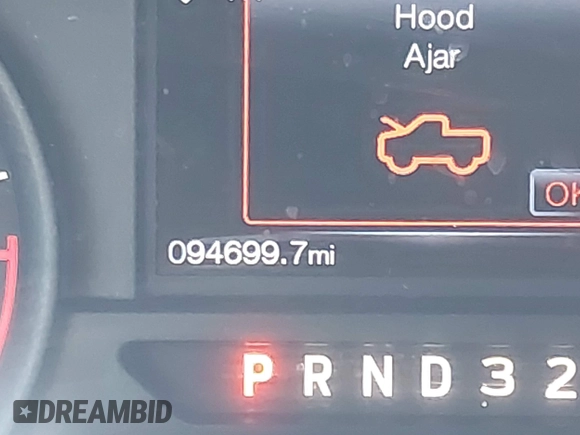 Hood
Ajar
OK
094699.7mi
P R N D 3 2
DREAMBID